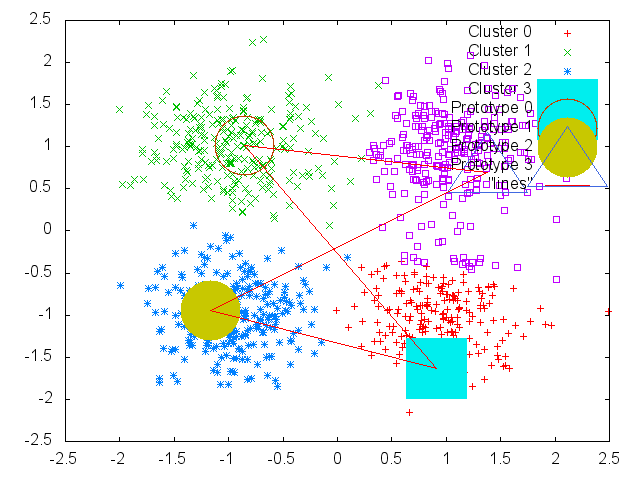 2.5
2
1.5
1
0.5
0
-0.5
-1
-1.5
-2
-2.5
-2.5
-2
-1.5
-1
-0.5
0
0.5
1
1.5
2
2.5
Cluster 0
Cluster 1
Cluster 2
Cluster 3
Prototype 0
Prototype 1
Prototype 2
Prototype 3
"lines"